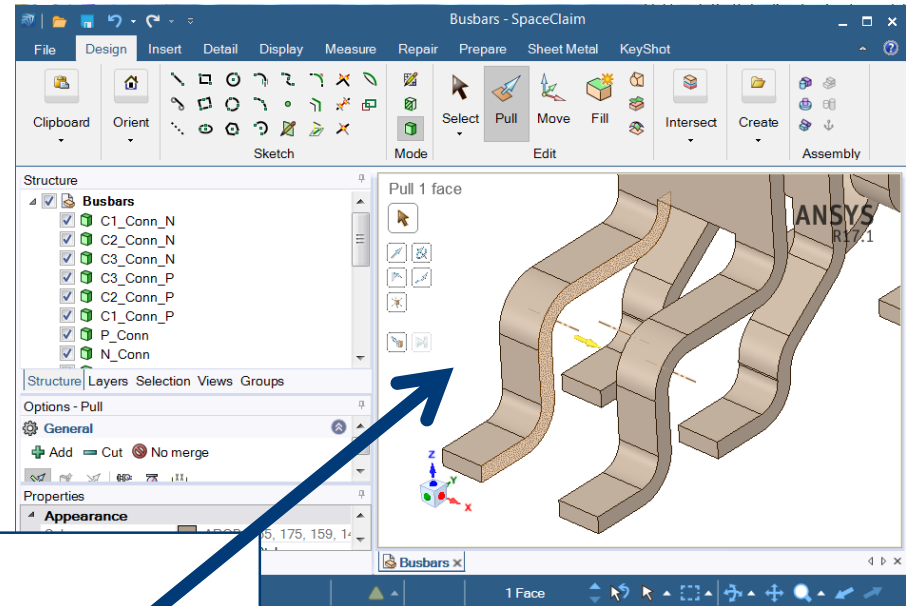 Busbars - SpaceClaim
File Design Insert Detail Display Measure Repair Prepare Sheet Metal KeyShot
Clipboard Orient Select Pull Move Fill Intersect Create
Sketch Mode Edit Assembly
Structure
Busbars
C1_Conn_N
C2_Conn_N
C3_Conn_N
C3_Conn_P
C2_Conn_P
C1_Conn_P
P_Conn
N_Conn
Structure Layers Selection Views Groups
Options - Pull
General
Add Cut No merge
Properties
Appearance
175, 159, 14
Pull 1 face
ANSYS
R17.1
Z
Y
X
Busbars
1 Face